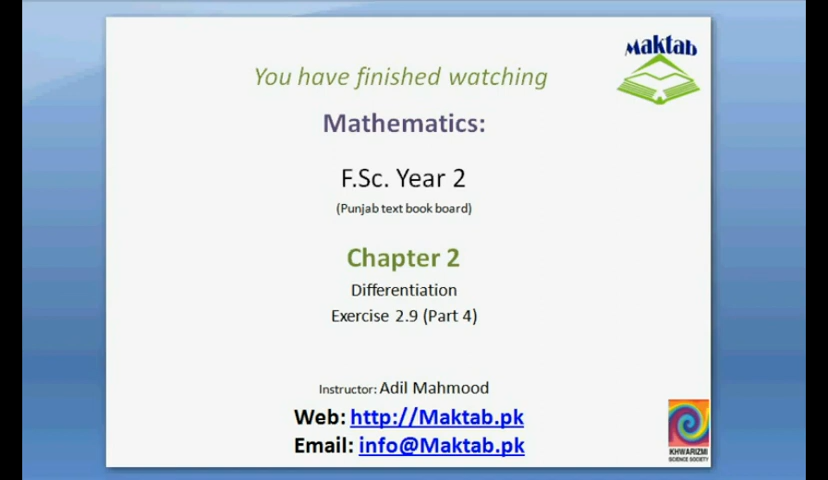 Maktab
You have finished watching
Mathematics:
F.Sc. Year 2
(Punjab text book board)
Chapter 2
Differentiation
Exercise 2.9 (Part 4)
Instructor: Adil Mahmood
Web: http://Maktab.pk
Email: info@Maktab.pk
KHWARIZMI
SCIENCE SOCIETY